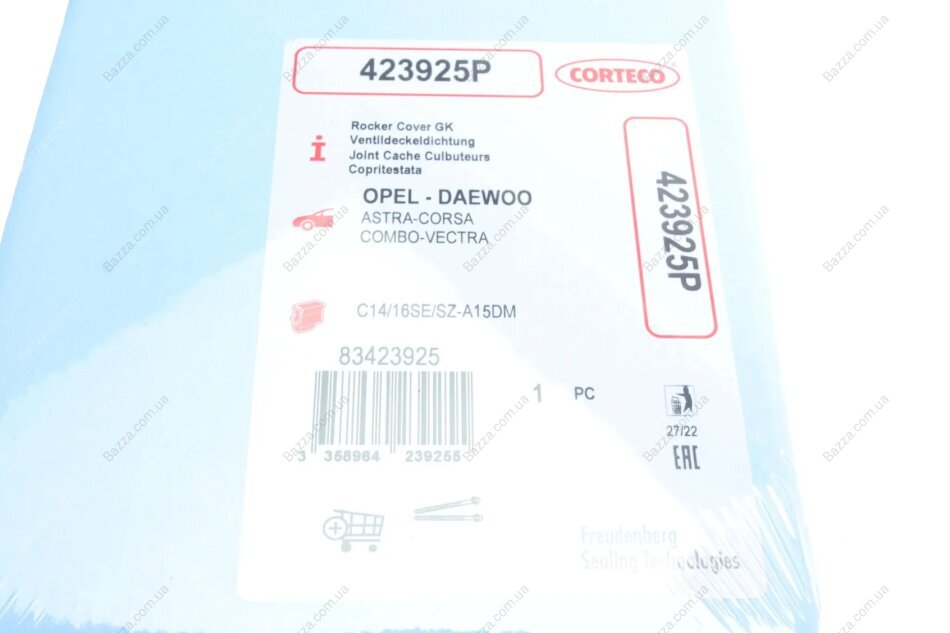 423925P
CORTECO
Rocker Cover GK
Ventildeckeldichtung
Joint Cache Culbuteurs
Copritestata
OPEL - DAEWOO
ASTRA-CORSA
COMBO-VECTRA
423925P
C14/16SE/SZ-A15DM
83423925
1 PC
27/22
EAC
3 358964 239255
Freudenberg
Sealing Technologies
Bazza.com.ua